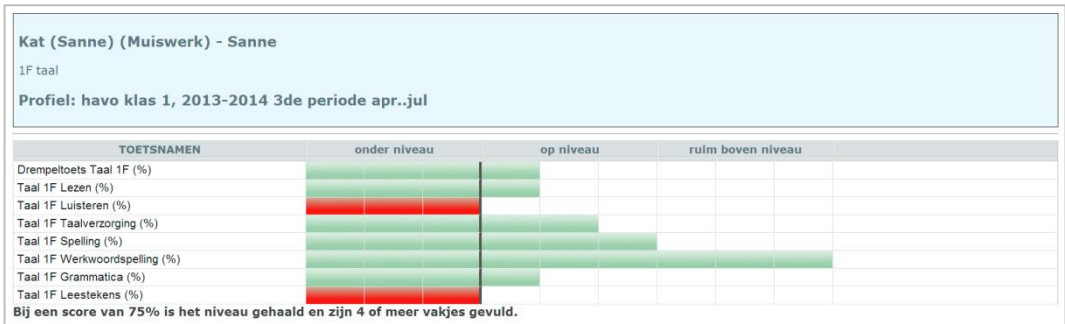 Kat (Sanne) (Muiswerk) - Sanne
1F taal
Profiel: havo klas 1, 2013-2014 3de periode apr..jul
TOETSNAMEN onder niveau op niveau ruim boven niveau
Drempeltoets Taal 1F (%)
Taal 1F Lezen (%)
Taal 1F Luisteren (%)
Taal 1F Taalverzorging (%)
Taal 1F Spelling (%)
Taal 1F Werkwoordspelling (%)
Taal 1F Grammatica (%)
Taal 1F Leestekens (%)
Bij een score van 75% is het niveau gehaald en zijn 4 of meer vakjes gevuld.